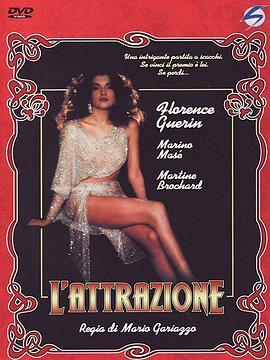 DVD
VIDEO
S
Una intrigante partita a scacchi.
Se vinci il premio è lei.
Se perdi...
Florence
Guerin
Marino
Masé
Martine
Brochard
L'ATTRAZIONE
Regia di Mario Gariazzo